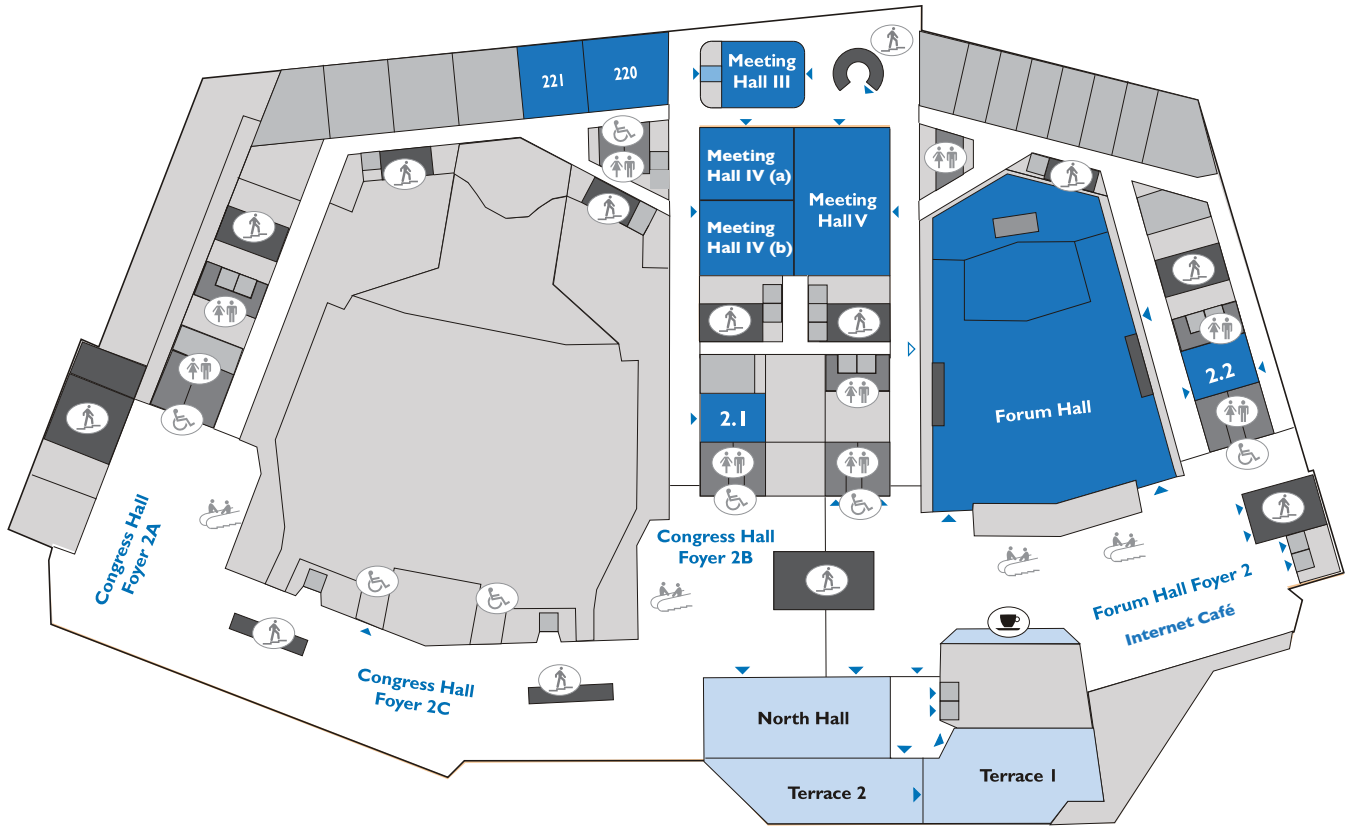 221
220
Meeting
Hall III
Meeting
Hall IV (a)
Meeting
Hall IV (b)
Meeting
Hall V
2.1
2.2
Forum Hall
Congress Hall
Foyer 2A
Congress Hall
Foyer 2B
Congress Hall
Foyer 2C
Forum Hall Foyer 2
Internet Café
North Hall
Terrace 2
Terrace 1